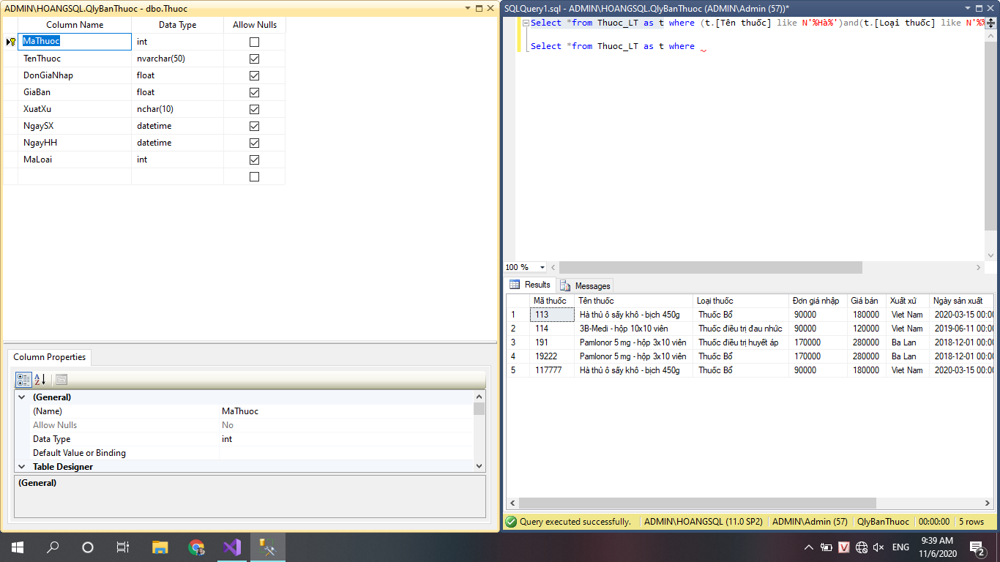 ADMIN\HOANGSQL.QlyBanThuoc - dbo.Thuoc
Column Name Data Type Allow Nulls
MaThuoc int
TenThuoc nvarchar(50)
DonGiaNhap float
GiaBan float
XuatXu nchar(10)
NgaySX datetime
NgayHH datetime
MaLoai int
Column Properties
(General)
(Name) MaThuoc
Allow Nulls No
Data Type int
Default Value or Binding
Table Designer
(General)
SQLQuery1.sql - ADMIN\HOANGSQL.QlyBanThuoc (ADMIN\Admin (57))*
Select *from Thuoc_LT as t where (t.[Tên thuốc] like N'%Hà%')and(t.[Loại thuốc] like N'%
Select *from Thuoc_LT as t where
100 %
Results Messages
Mã thuốc Tên thuốc Loại thuốc Đơn giá nhập Giá bán Xuất xứ Ngày sản xuất
1 113 Hà thủ ô sấy khô - bịch 450g Thuốc Bổ 90000 180000 Viet Nam 2020-03-15 00:00
2 114 3B-Medi - hộp 10x10 viên Thuốc điều trị đau nhức 90000 120000 Viet Nam 2019-06-11 00:00
3 191 Pamlonor 5 mg - hộp 3x10 viên Thuốc điều trị huyết áp 170000 280000 Ba Lan 2018-12-01 00:00
4 19222 Pamlonor 5 mg - hộp 3x10 viên Thuốc Bổ 170000 280000 Ba Lan 2018-12-01 00:00
5 117777 Hà thủ ô sấy khô - bịch 450g Thuốc Bổ 90000 180000 Viet Nam 2020-03-15 00:00
Query executed successfully. ADMIN\HOANGSQL (11.0 SP2) ADMIN\Admin (57) QlyBanThuoc 00:00:00 5 rows
ENG 9:39 AM
11/6/2020
2